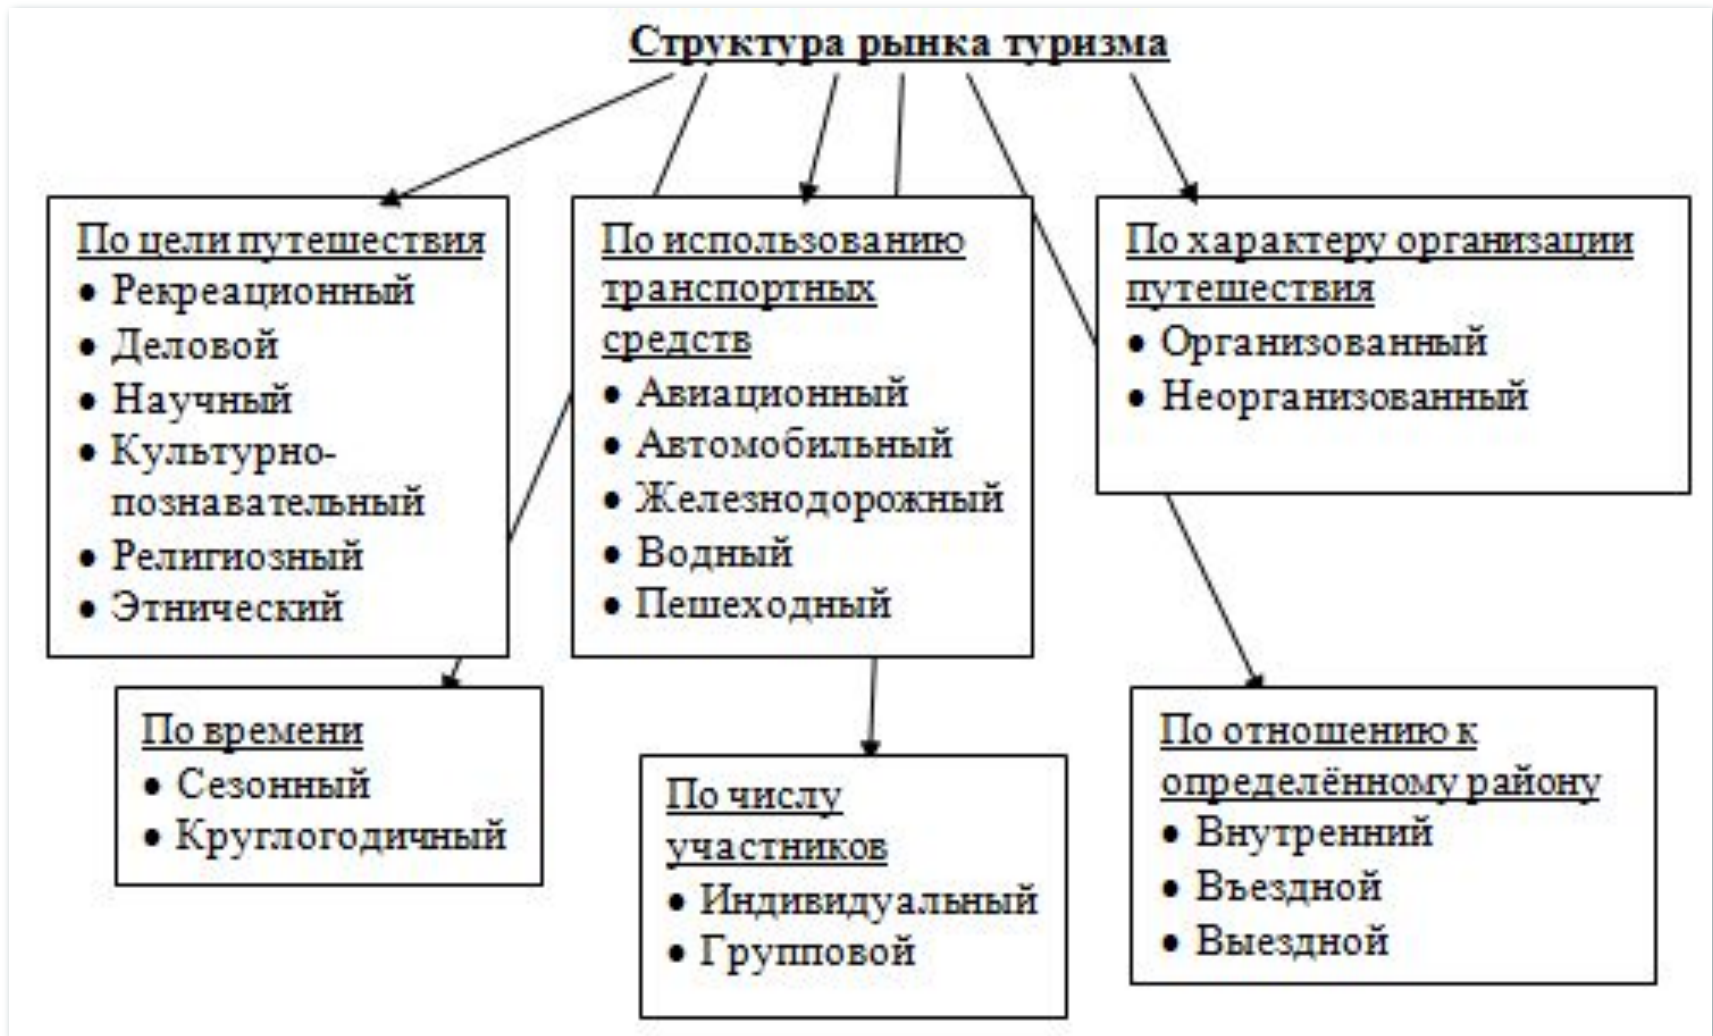 Структура рынка туризма
По цели путешествия
● Рекреационный
● Деловой
● Научный
● Культурно-
познавательный
● Религиозный
● Этнический
По использованию
транспортных
средств
● Авиационный
● Автомобильный
● Железнодорожный
● Водный
● Пешеходный
По характеру организации
путешествия
● Организованный
● Неорганизованный
По времени
● Сезонный
● Круглогодичный
По числу
участников
● Индивидуальный
● Групповой
По отношению к
определённому району
● Внутренний
● Въездной
● Выездной